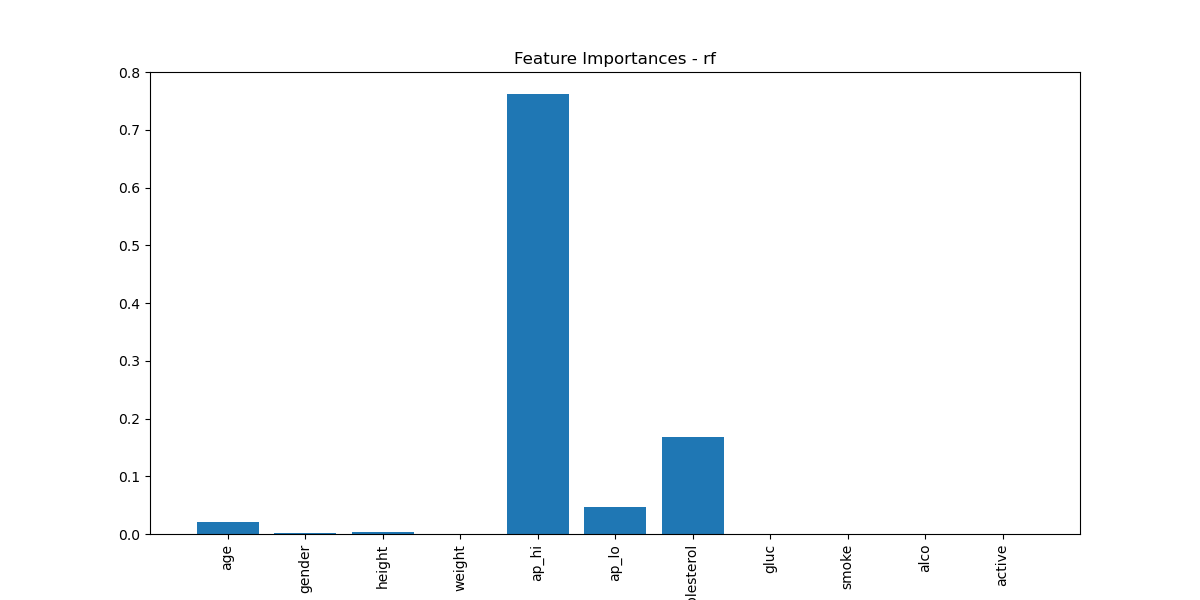 Feature Importances - rf
0.8
0.7
0.6
0.5
0.4
0.3
0.2
0.1
0.0
age
gender
height
weight
ap_hi
ap_lo
olesterol
gluc
smoke
alco
active